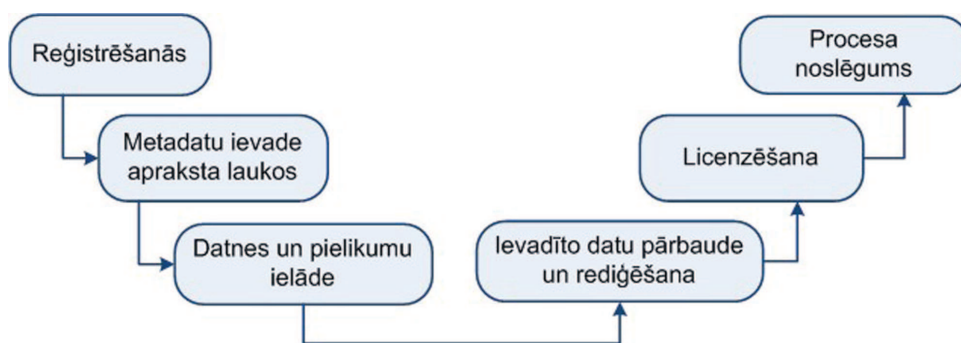 Reģistrēšanās
Metadatu ievade
apraksta laukos
Datnes un pielikumu
ielāde
Ievadīto datu pārbaude
un rediģēšana
Licenzēšana
Procesa
noslēgums